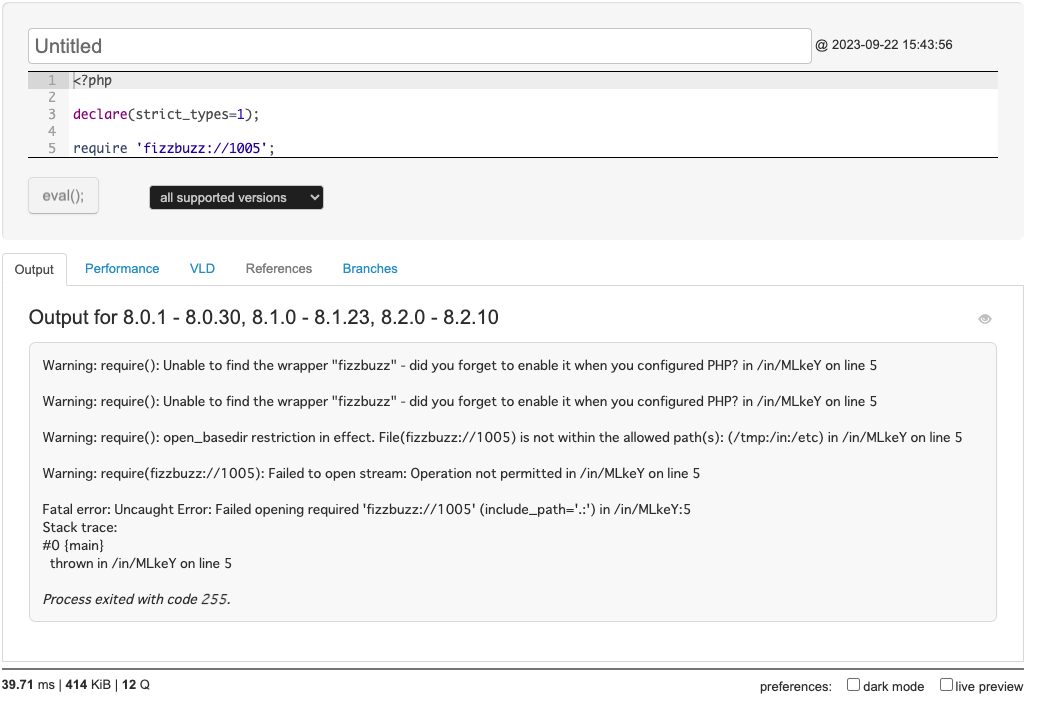 Untitled @ 2023-09-22 15:43:56
1 <?php
2
3 declare(strict_types=1);
4
5 require 'fizzbuzz://1005';
eval(); all supported versions
Output Performance VLD References Branches
Output for 8.0.1 - 8.0.30, 8.1.0 - 8.1.23, 8.2.0 - 8.2.10
Warning: require(): Unable to find the wrapper "fizzbuzz" - did you forget to enable it when you configured PHP? in /in/MLkeY on line 5
Warning: require(): Unable to find the wrapper "fizzbuzz" - did you forget to enable it when you configured PHP? in /in/MLkeY on line 5
Warning: require(): open_basedir restriction in effect. File(fizzbuzz://1005) is not within the allowed path(s): (/tmp:/in:/etc) in /in/MLkeY on line 5
Warning: require(fizzbuzz://1005): Failed to open stream: Operation not permitted in /in/MLkeY on line 5
Fatal error: Uncaught Error: Failed opening required 'fizzbuzz://1005' (include_path='.:') in /in/MLkeY:5
Stack trace:
#0 {main}
thrown in /in/MLkeY on line 5
Process exited with code 255.
39.71 ms | 414 KiB | 12 Q preferences: dark mode live preview